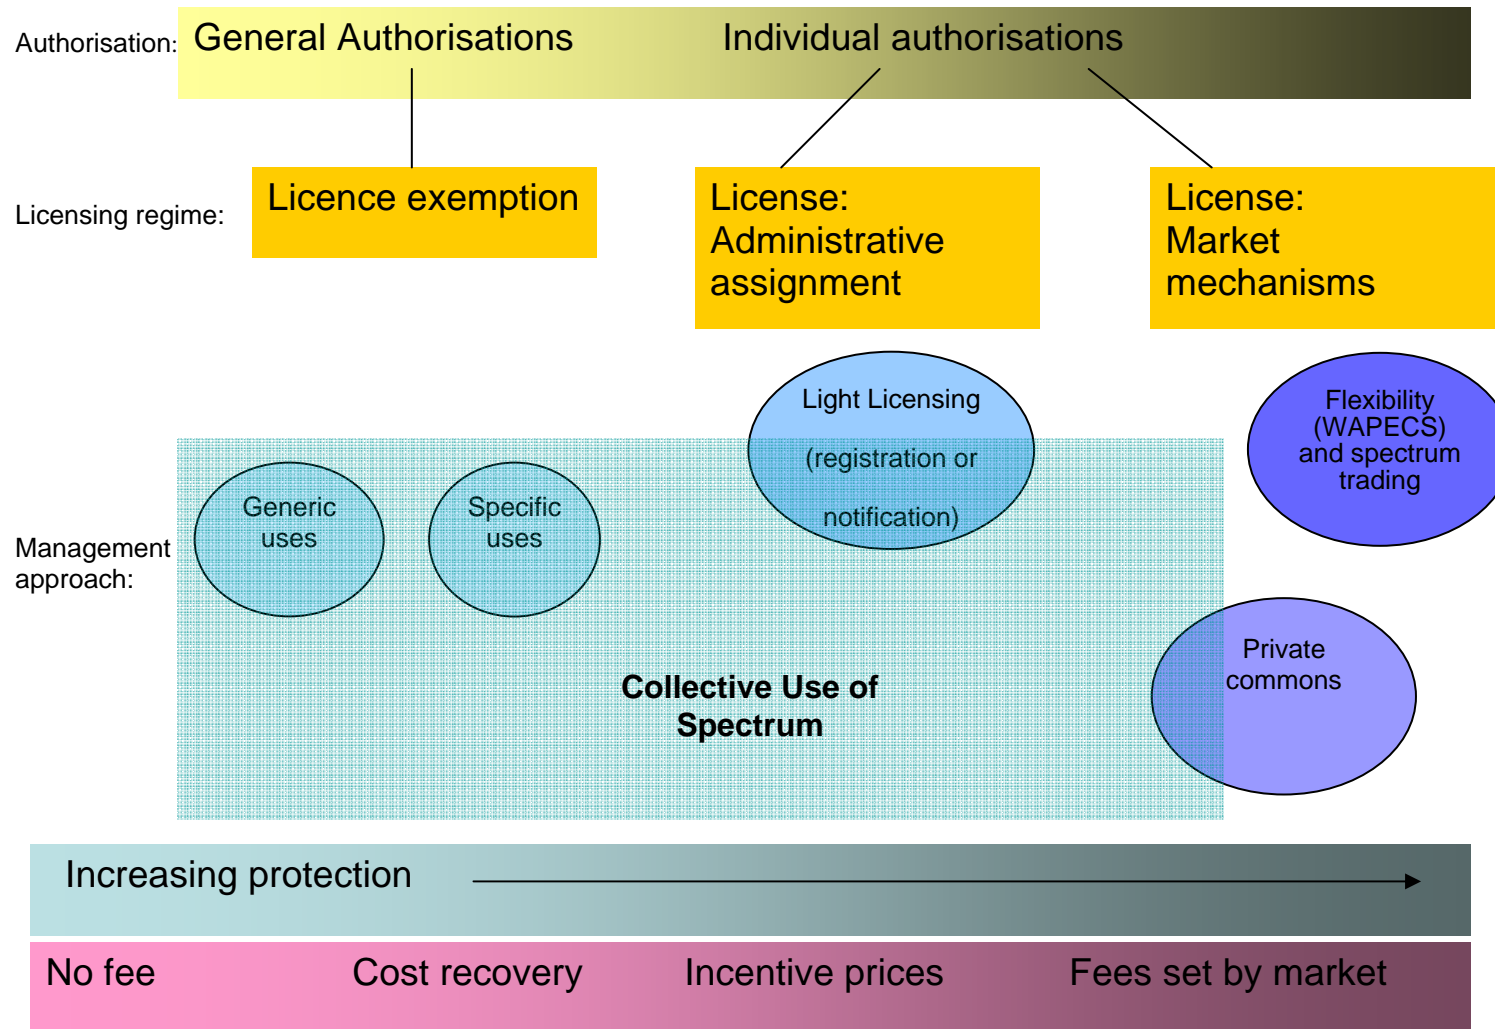 Authorisation: General Authorisations Individual authorisations
Licensing regime:
Licence exemption
License:
Administrative
assignment
License:
Market
mechanisms
Management
approach:
Generic
uses
Specific
uses
Light Licensing
(registration or
notification)
Flexibility
(WAPECS)
and spectrum
trading
Private
commons
Collective Use of
Spectrum
Increasing protection
No fee Cost recovery Incentive prices Fees set by market